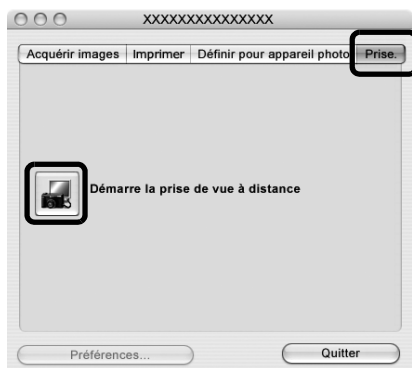 XXXXXXXXXXXXXXX
Acquérir images Imprimer Définir pour appareil photo Prise.
Démarre la prise de vue à distance
Préférences... Quitter